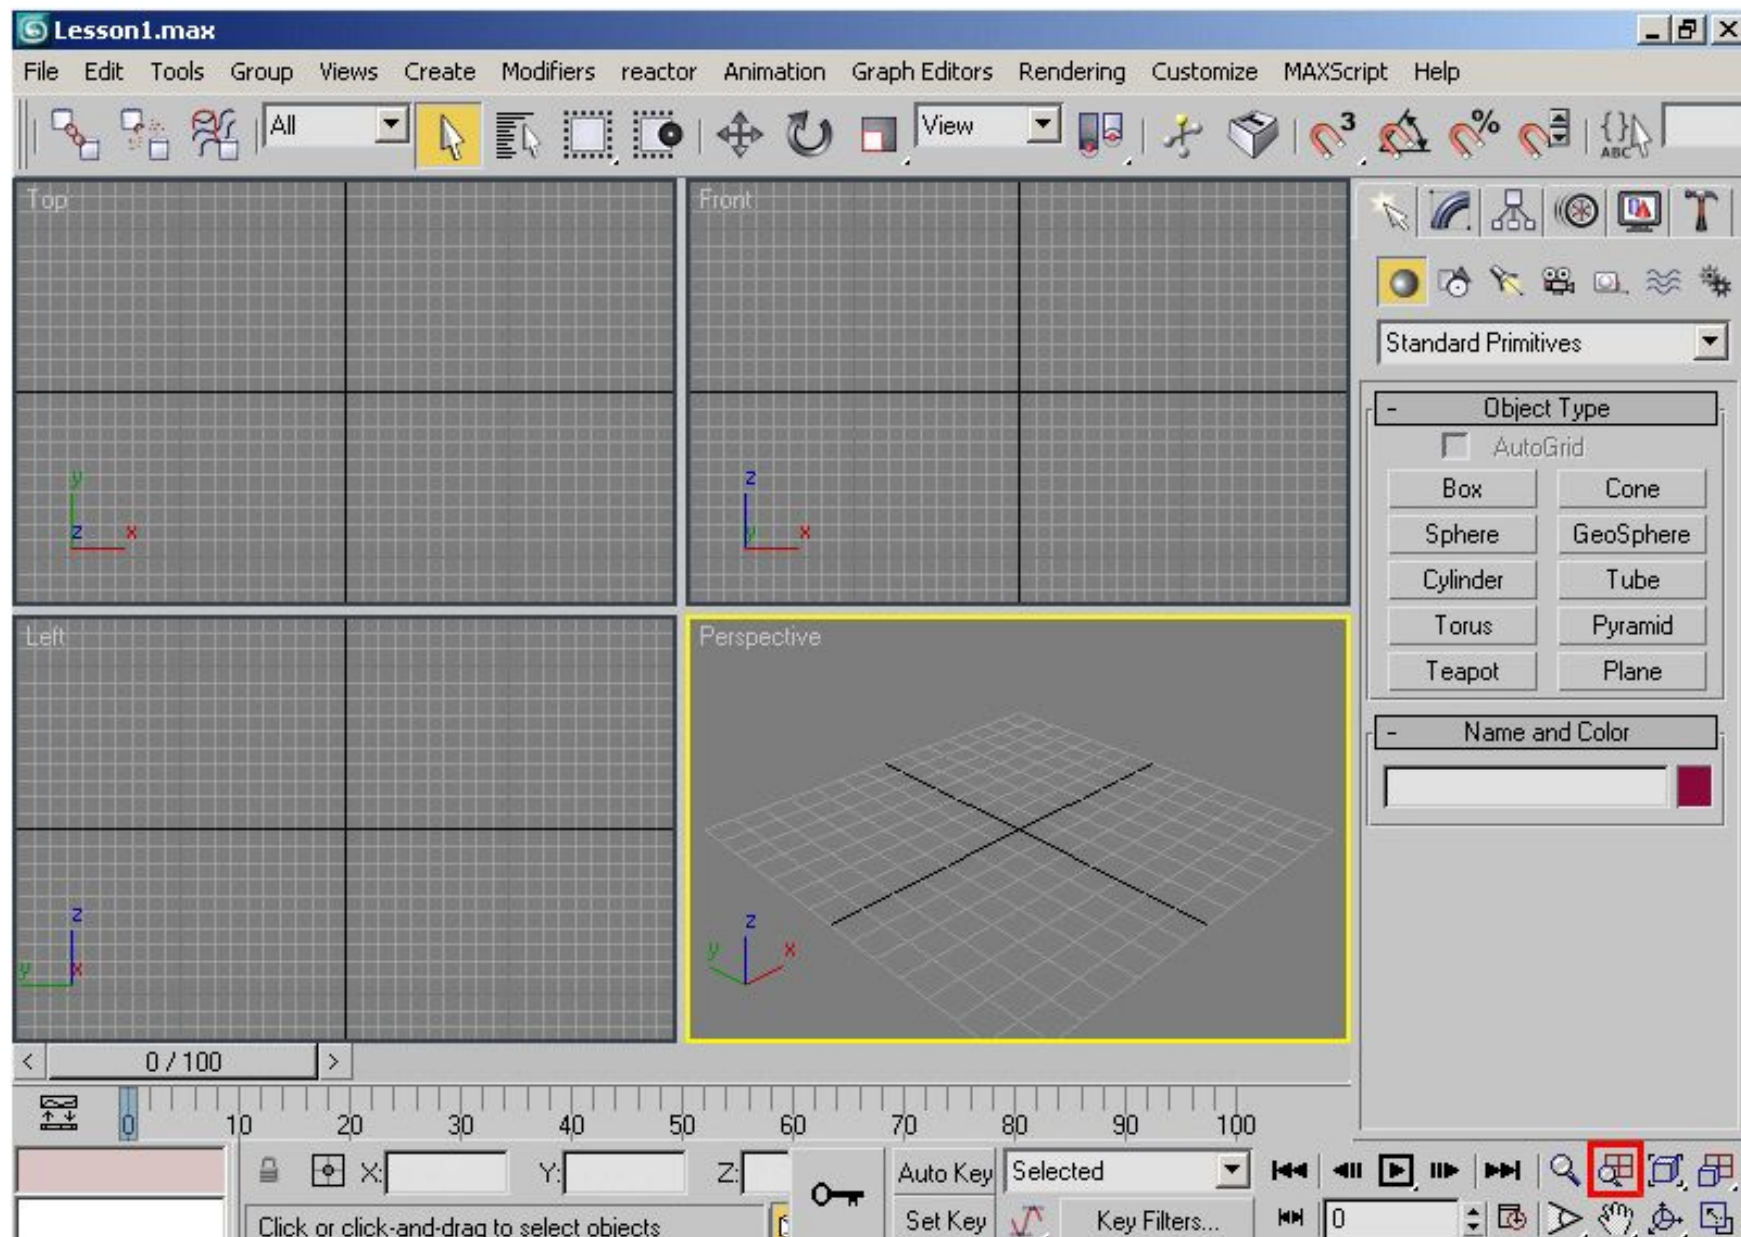 Lesson1.max
File Edit Tools Group Views Create Modifiers reactor Animation Graph Editors Rendering Customize MAXScript Help
All View 3 % {} ABC
Top Front
y z x
z y x
Standard Primitives
- Object Type
AutoGrid
Box Cone
Sphere GeoSphere
Cylinder Tube
Torus Pyramid
Teapot Plane
- Name and Color
Left Perspective
z y x
z y x
< 0 / 100 >
0 10 20 30 40 50 60 70 80 90 100
X: Y: Z: Auto Key Selected
Click or click-and-drag to select objects Set Key Key Filters... 0